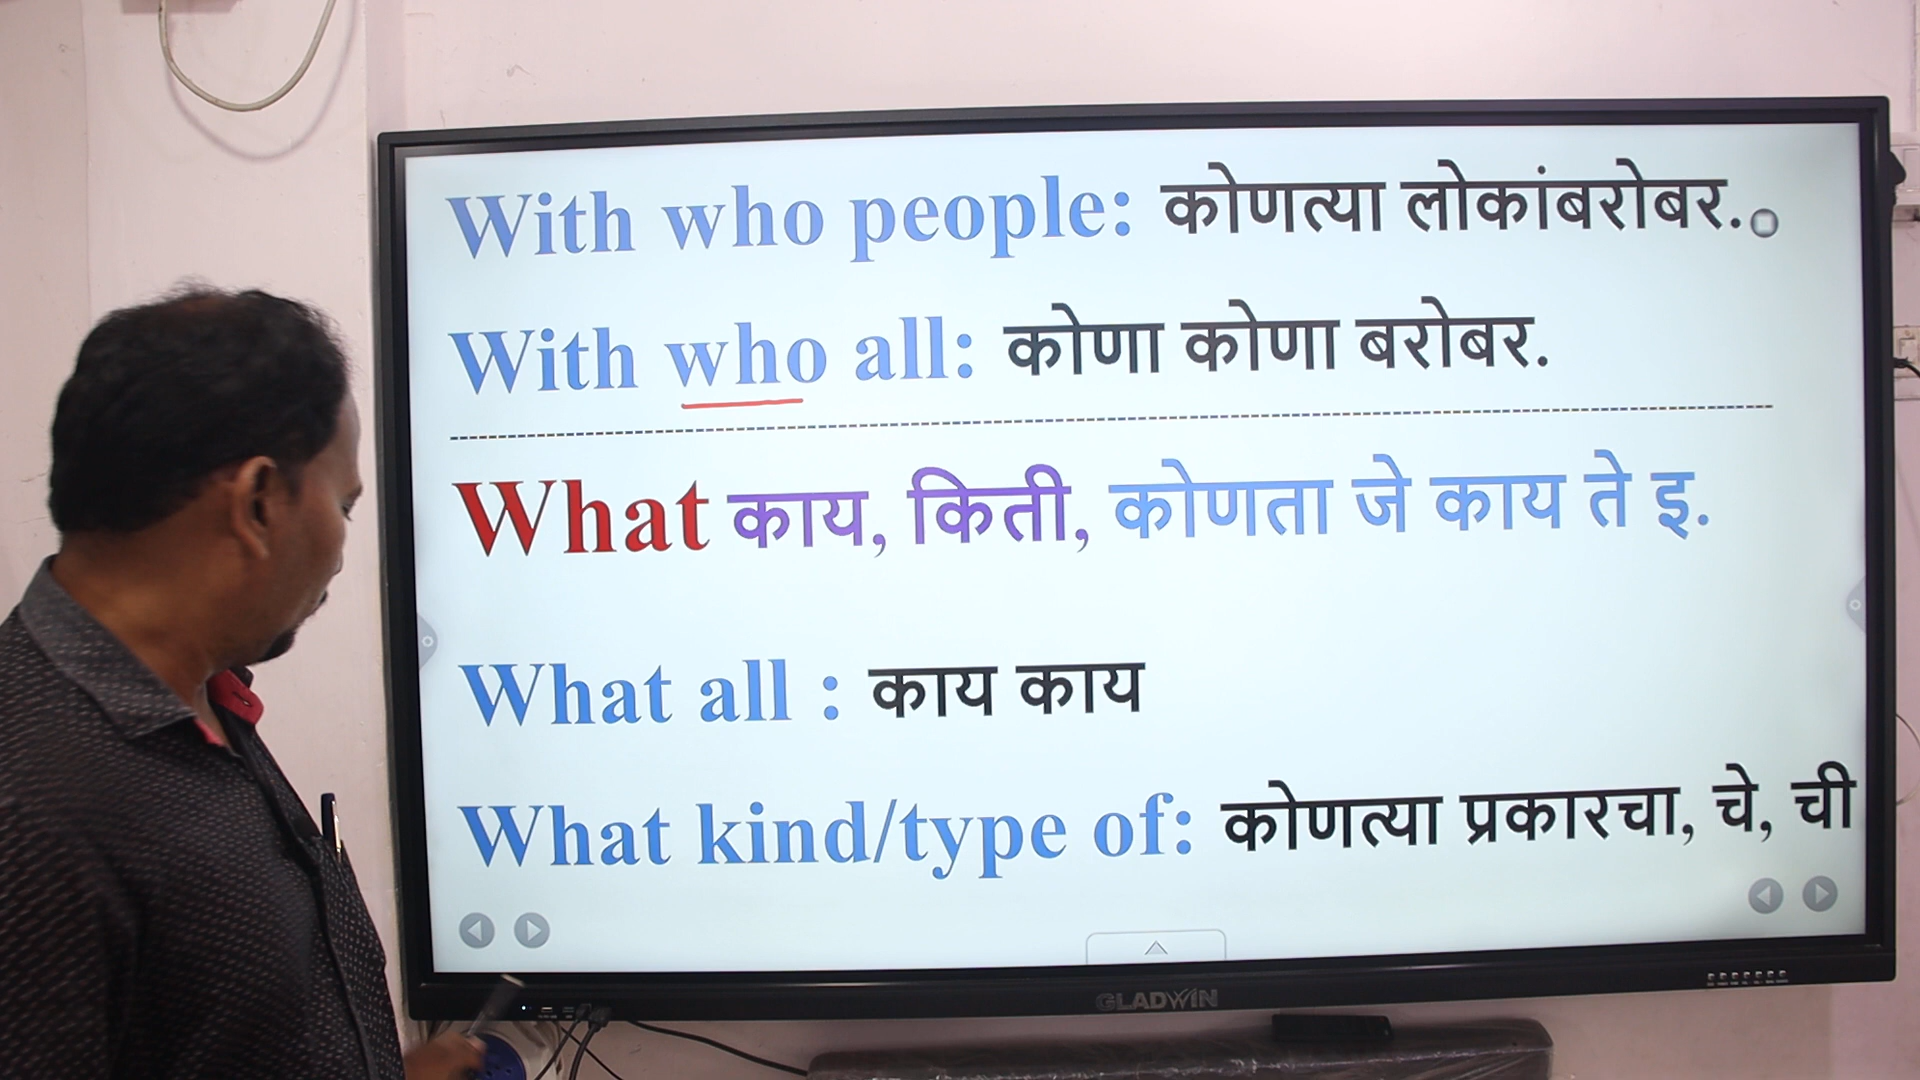 With who people: कोणत्या लोकांबरोबर.
With who all: कोणा कोणा बरोबर.
What काय, किती, कोणता जे काय ते इ.
What all : काय काय
What kind/type of: कोणत्या प्रकारचा, चे, ची
GLADWIN